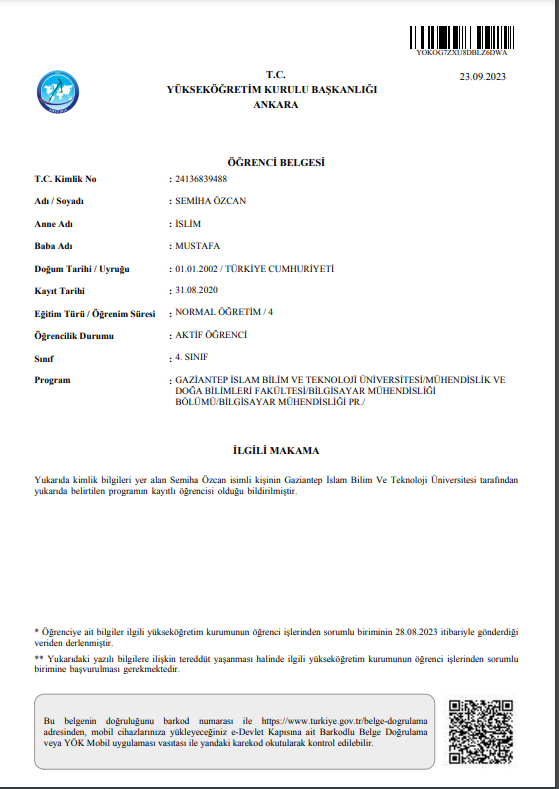 YOKOG7ZXU8DBLZ6DWA
T.C.
23.09.2023
YÜKSEKÖĞRETİM KURULU BAŞKANLIĞI
ANKARA
ÖĞRENCİ BELGESİ
T.C. Kimlik No : 24136839488
Adı / Soyadı : SEMİHA ÖZCAN
Anne Adı : İSLİM
Baba Adı : MUSTAFA
Doğum Tarihi / Uyruğu : 01.01.2002 / TÜRKİYE CUMHURİYETİ
Kayıt Tarihi : 31.08.2020
Eğitim Türü / Öğrenim Süresi : NORMAL ÖĞRETİM / 4
Öğrencilik Durumu : AKTİF ÖĞRENCİ
Sınıf : 4. SINIF
Program : GAZİANTEP İSLAM BİLİM VE TEKNOLOJİ ÜNİVERSİTESİ/MÜHENDİSLİK VE
DOĞA BİLİMLERİ FAKÜLTESİ/BİLGİSAYAR MÜHENDİSLİĞİ
BÖLÜMÜ/BİLGİSAYAR MÜHENDİSLİĞİ PR./
İLGİLİ MAKAMA
Yukarıda kimlik bilgileri yer alan Semiha Özcan isimli kişinin Gaziantep İslam Bilim Ve Teknoloji Üniversitesi tarafından
yukarıda belirtilen programın kayıtlı öğrencisi olduğu bildirilmiştir.
* Öğrenciye ait bilgiler ilgili yükseköğretim kurumunun öğrenci işlerinden sorumlu biriminin 28.08.2023 itibariyle gönderdiği
veriden derlenmiştir.
** Yukarıdaki yazılı bilgilere ilişkin tereddüt yaşanması halinde ilgili yükseköğretim kurumunun öğrenci işlerinden sorumlu
birimine başvurulması gerekmektedir.
Bu belgenin doğruluğunu barkod numarası ile https://www.turkiye.gov.tr/belge-dogrulama
adresinden, mobil cihazlarınıza yükleyeceğiniz e-Devlet Kapısına ait Barkodlu Belge Doğrulama
veya YÖK Mobil uygulaması vasıtası ile yandaki karekod okutularak kontrol edilebilir.